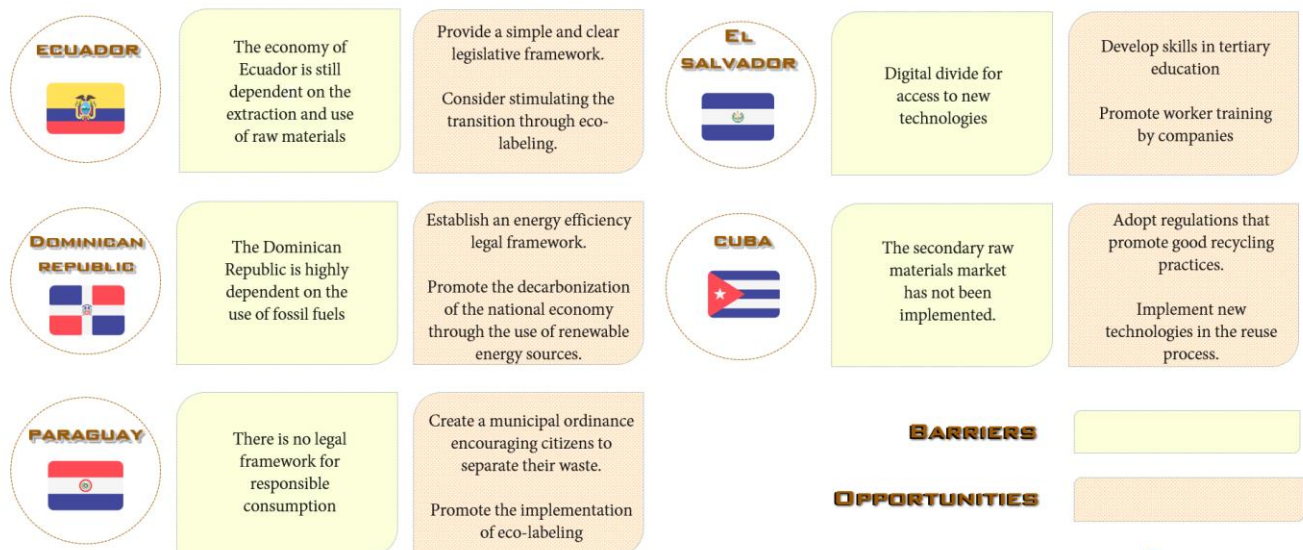 ECUADOR
The economy of
Ecuador is still
dependent on the
extraction and use
of raw materials
Provide a simple and clear
legislative framework.
Consider stimulating the
transition through eco-
labeling.
EL
SALVADOR
Digital divide for
access to new
technologies
Develop skills in tertiary
education
Promote worker training
by companies
DOMINICAN
REPUBLIC
The Dominican
Republic is highly
dependent on the
use of fossil fuels
Establish an energy efficiency
legal framework.
Promote the decarbonization
of the national economy
through the use of renewable
energy sources.
CUBA
The secondary raw
materials market
has not been
implemented.
Adopt regulations that
promote good recycling
practices.
Implement new
technologies in the reuse
process.
PARAGUAY
There is no legal
framework for
responsible
consumption
Create a municipal ordinance
encouraging citizens to
separate their waste.
Promote the implementation
of eco-labeling
BARRIERS
OPPORTUNITIES